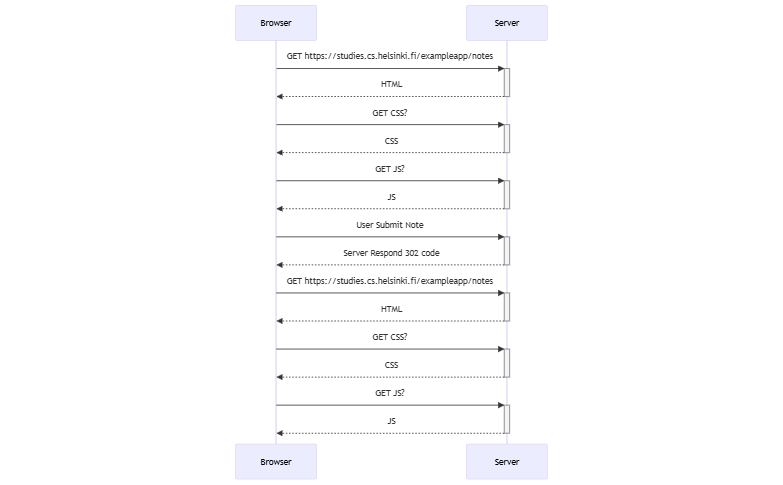 Browser
Server
GET https://studies.cs.helsinki.fi/exampleapp/notes
HTML
GET CSS?
CSS
GET JS?
JS
User Submit Note
Server Respond 302 code
GET https://studies.cs.helsinki.fi/exampleapp/notes
HTML
GET CSS?
CSS
GET JS?
JS
Browser
Server